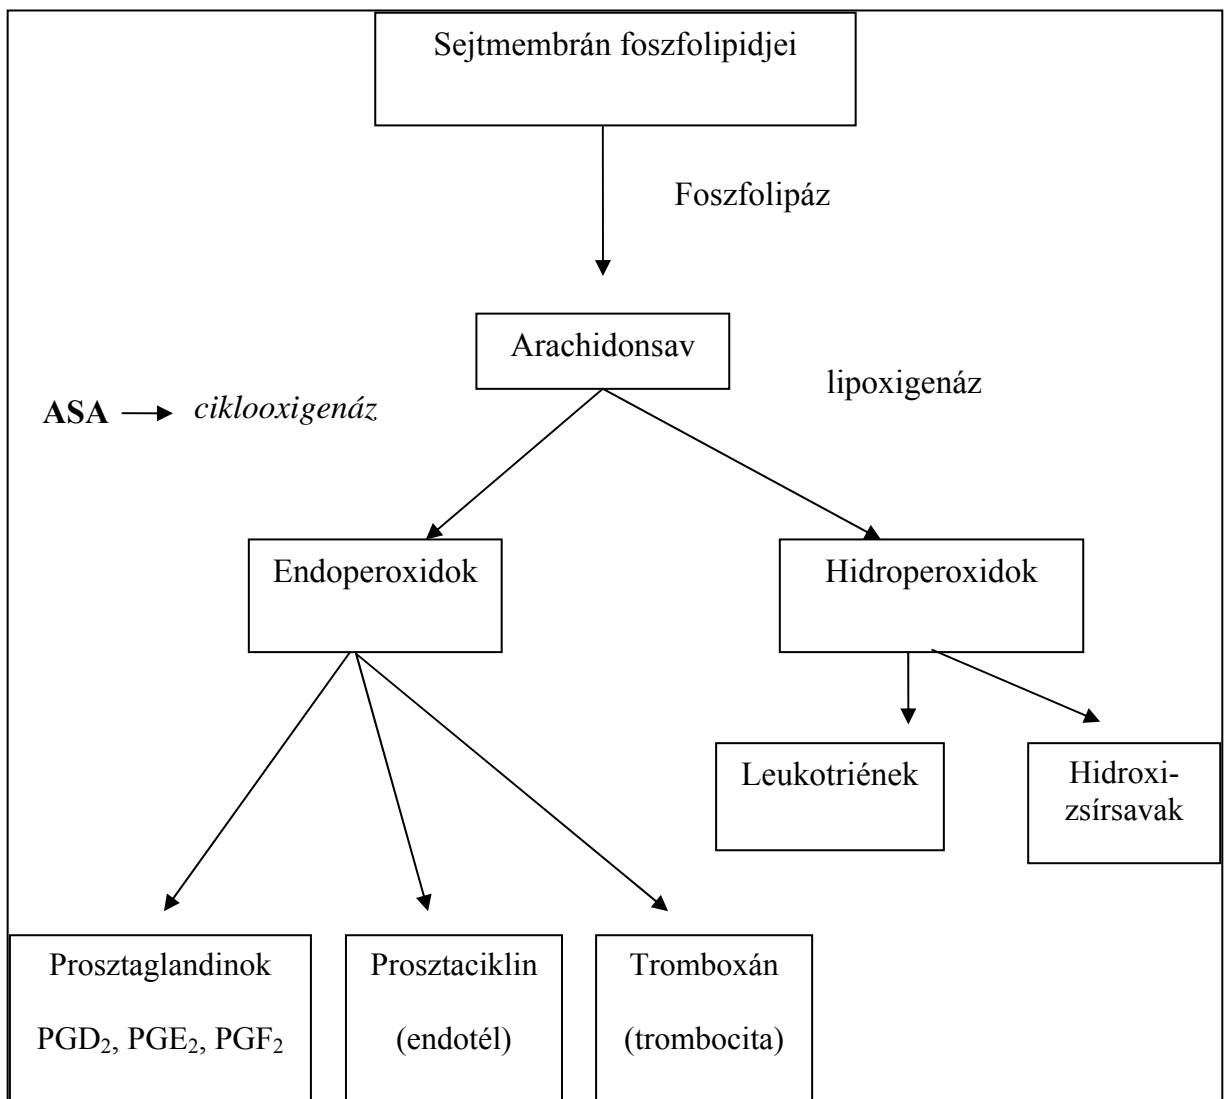 Sejtmembrán foszfolipidjei
Foszfolipáz
Arachidonsav
lipoxigenáz
ASA
ciklooxigenáz
Endoperoxidok
Hidroperoxidok
Leukotriének
Hidroxi-
zsírsavak
Prosztaglandinok
PGD₂, PGE₂, PGF₂
Prosztaciklin
(endotél)
Tromboxán
(trombocita)